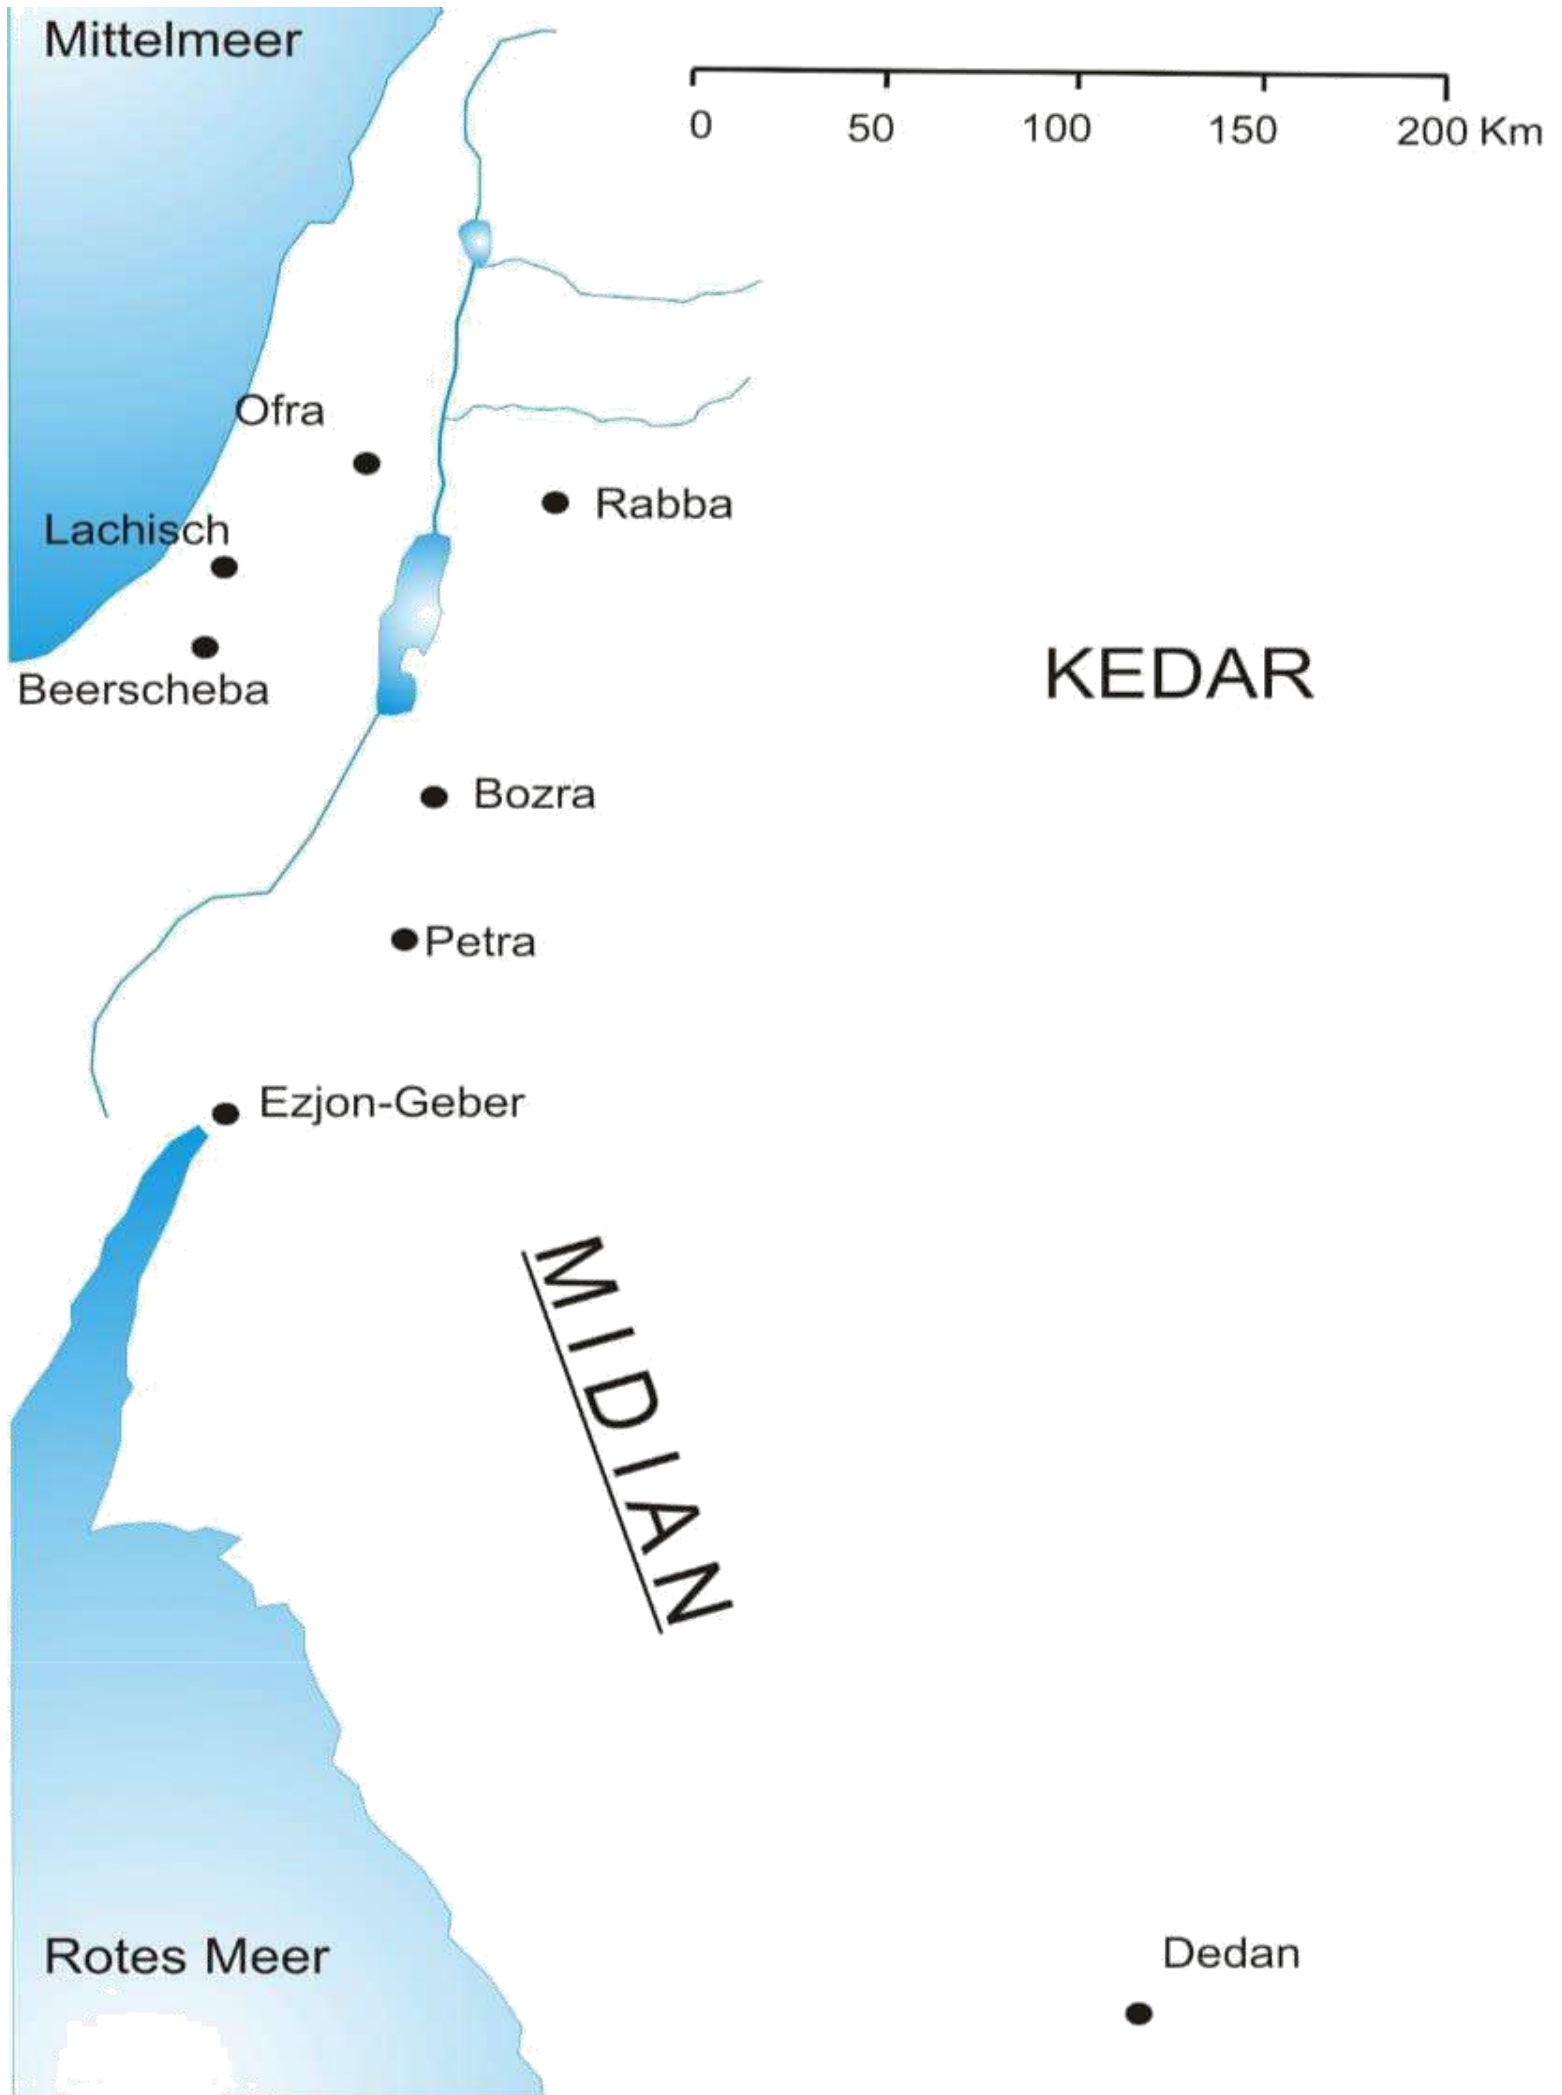 Mittelmeer
0 50 100 150 200 Km
Ofra
Rabba
Lachisch
KEDAR
Beerscheba
Bozra
Petra
Ezjon-Geber
MIDIAN
Rotes Meer
Dedan